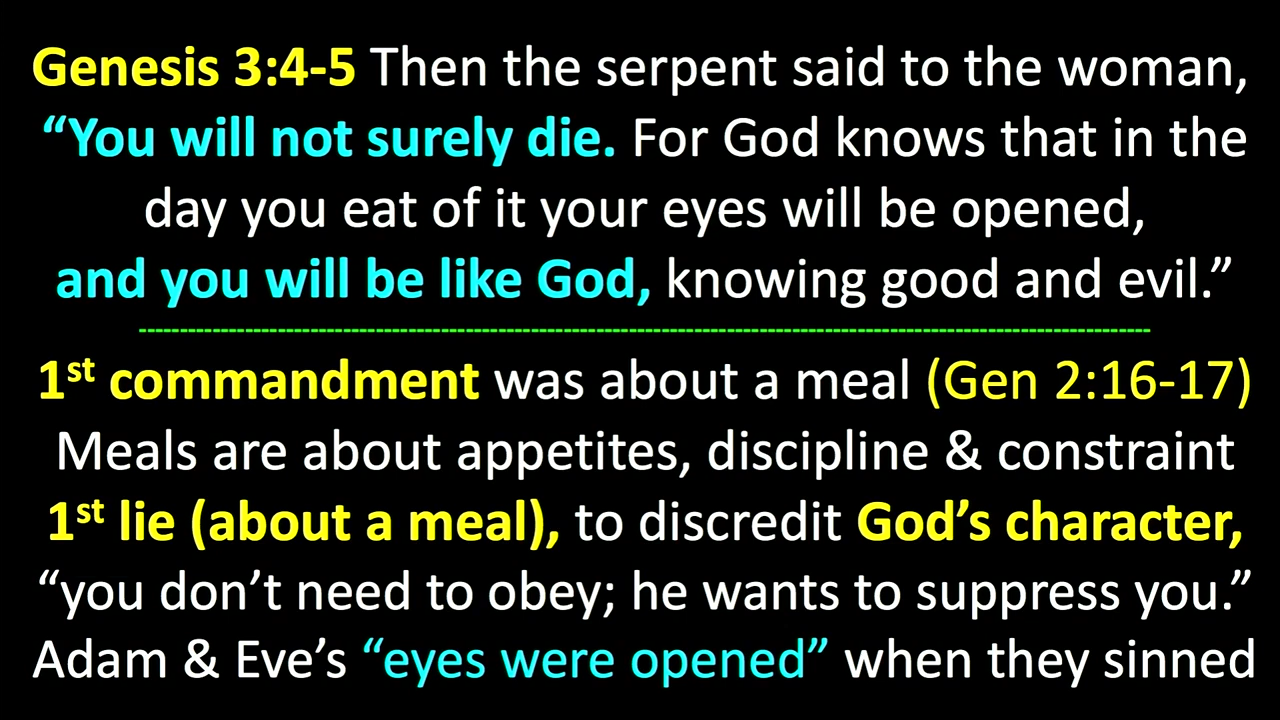 Genesis 3:4-5 Then the serpent said to the woman,
“You will not surely die. For God knows that in the
day you eat of it your eyes will be opened,
and you will be like God, knowing good and evil.”
1st commandment was about a meal (Gen 2:16-17)
Meals are about appetites, discipline & constraint
1st lie (about a meal), to discredit God’s character,
“you don’t need to obey; he wants to suppress you.”
Adam & Eve’s “eyes were opened” when they sinned